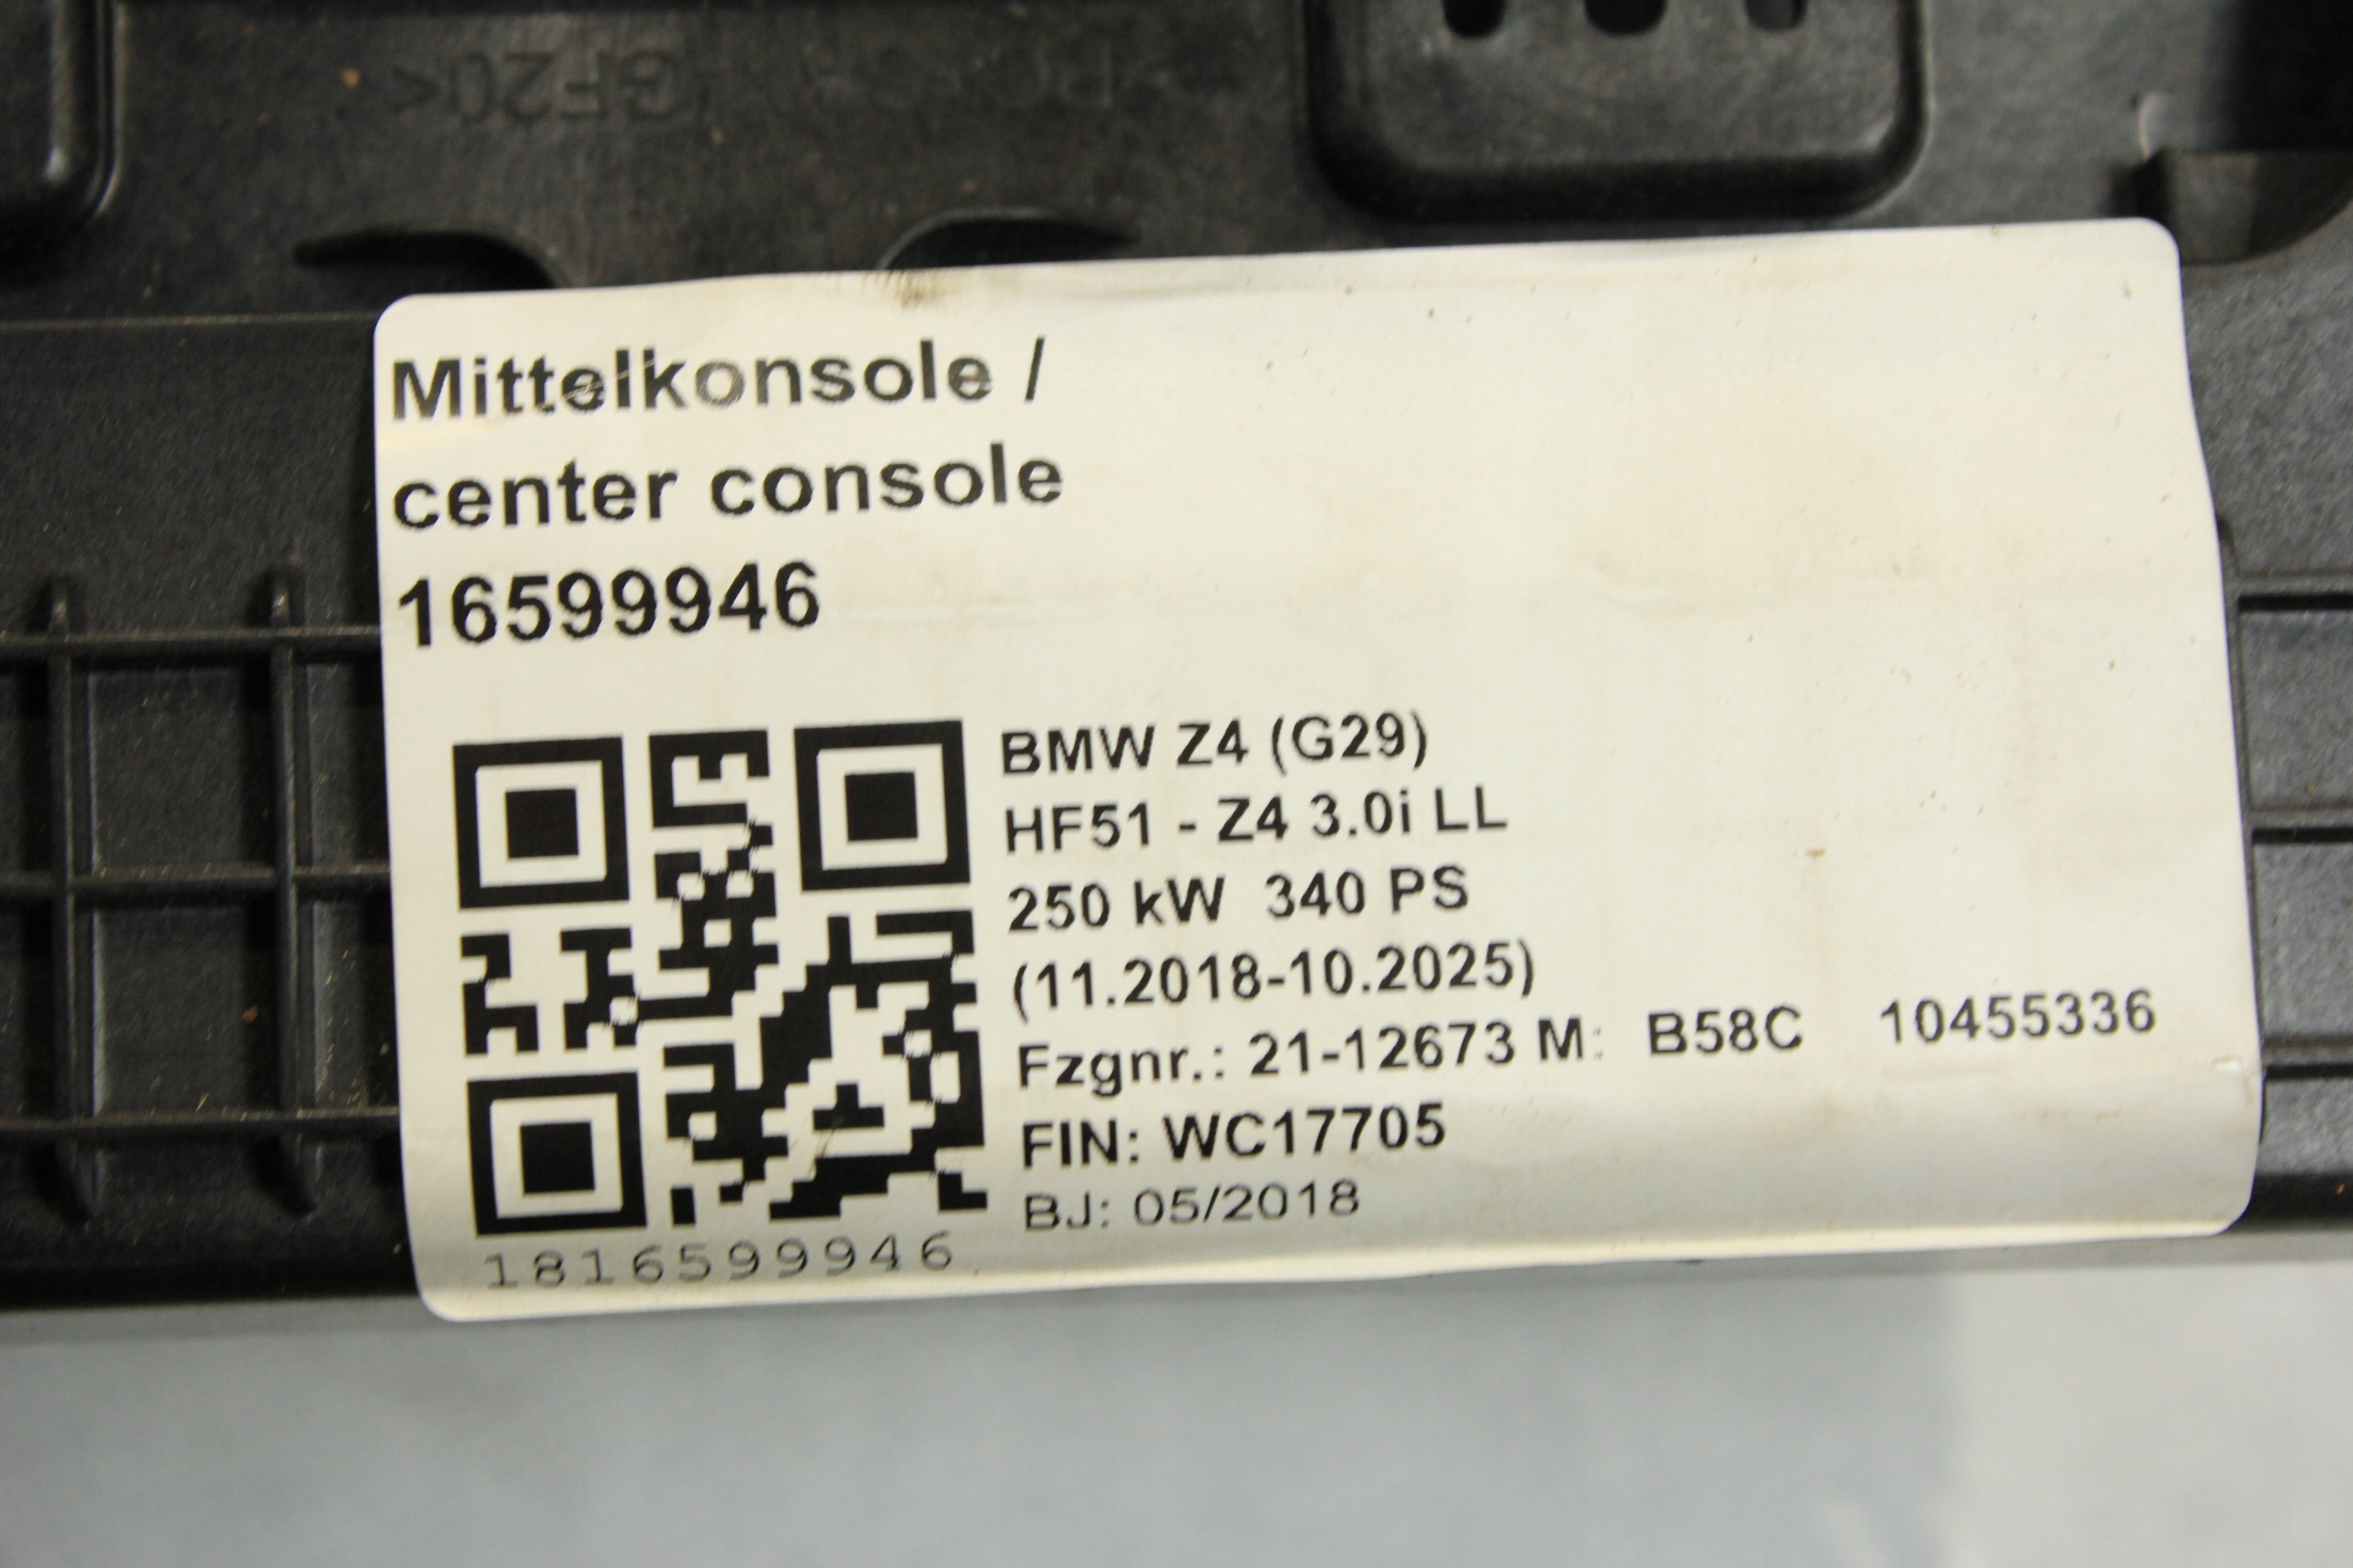 GF20<
Mittelkonsole /
center console
16599946
BMW Z4 (G29)
HF51 - Z4 3.0i LL
250 kW 340 PS
(11.2018-10.2025)
Fzgnr.: 21-12673 M: B58C 10455336
FIN: WC17705
BJ: 05/2018
1816599946